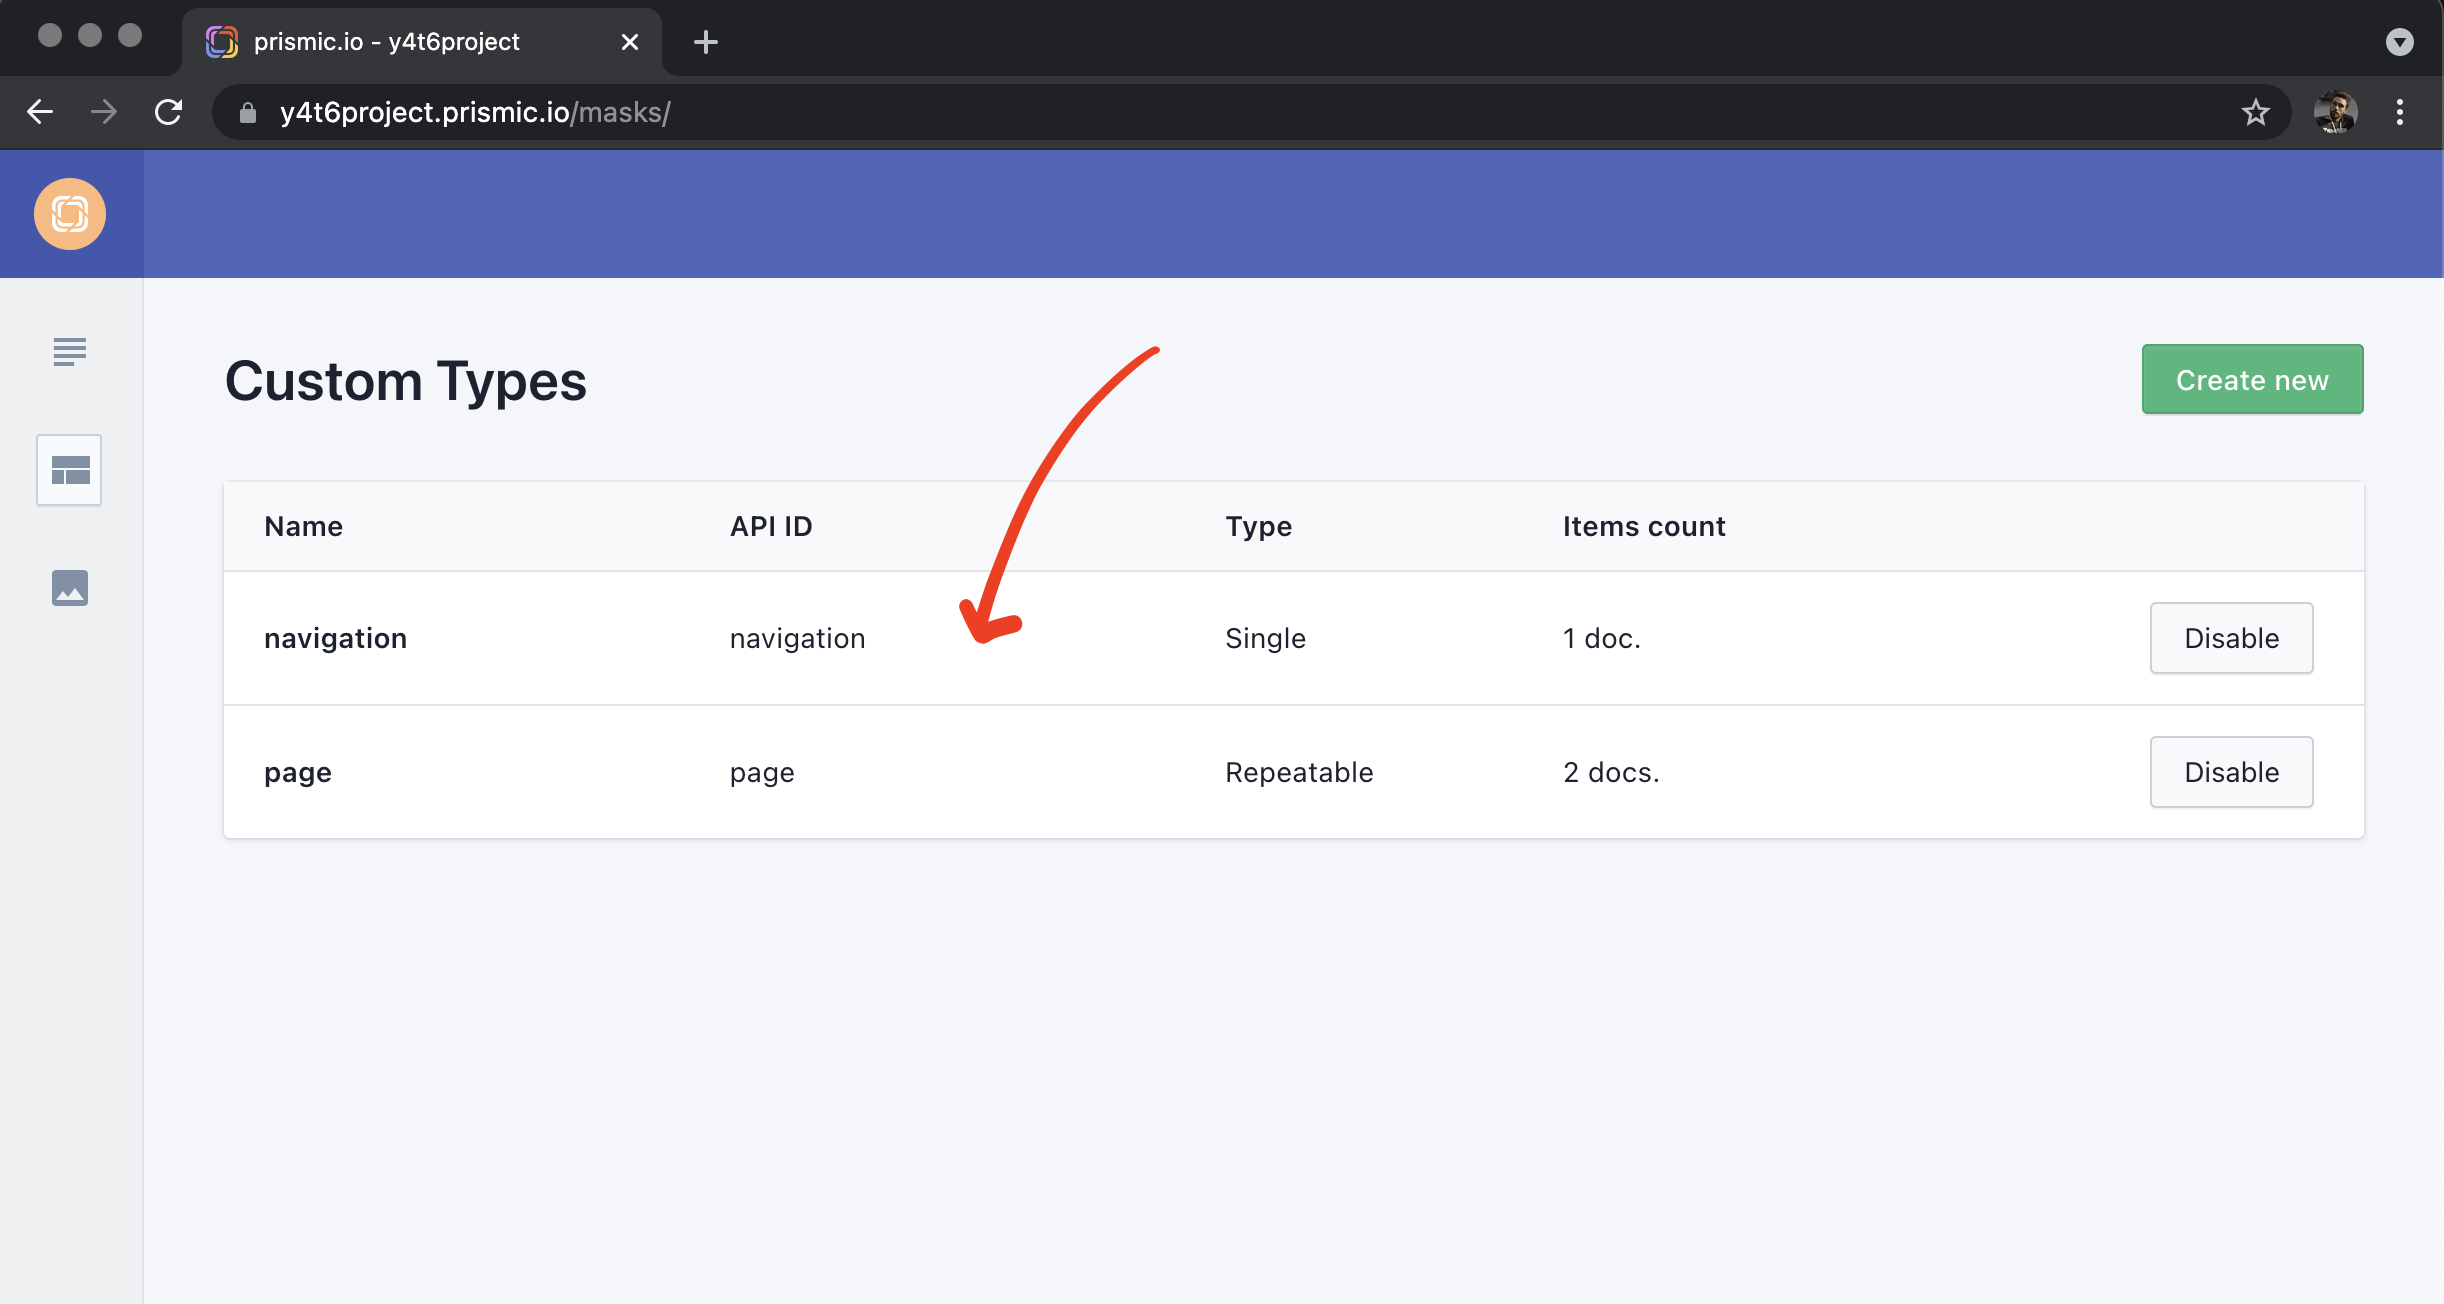 prismic.io - y4t6project
y4t6project.prismic.io/masks/
Custom Types
Create new
Name API ID Type Items count
navigation navigation Single 1 doc. Disable
page page Repeatable 2 docs. Disable